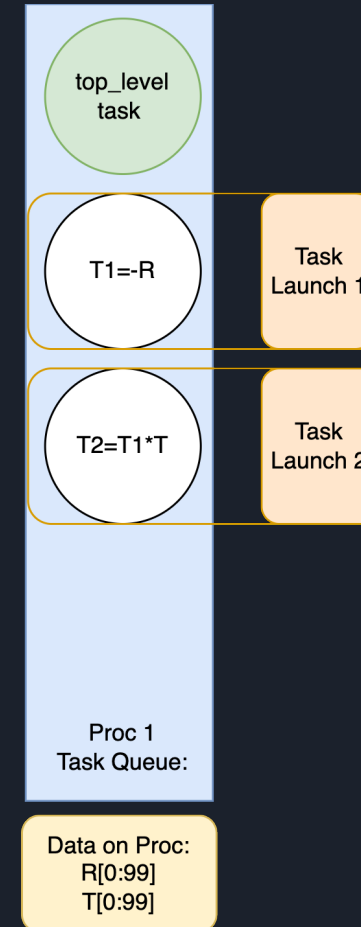 top_level
task
T1=-R
Task
Launch 1
T2=T1*T
Task
Launch 2
Proc 1
Task Queue:
Data on Proc:
R[0:99]
T[0:99]